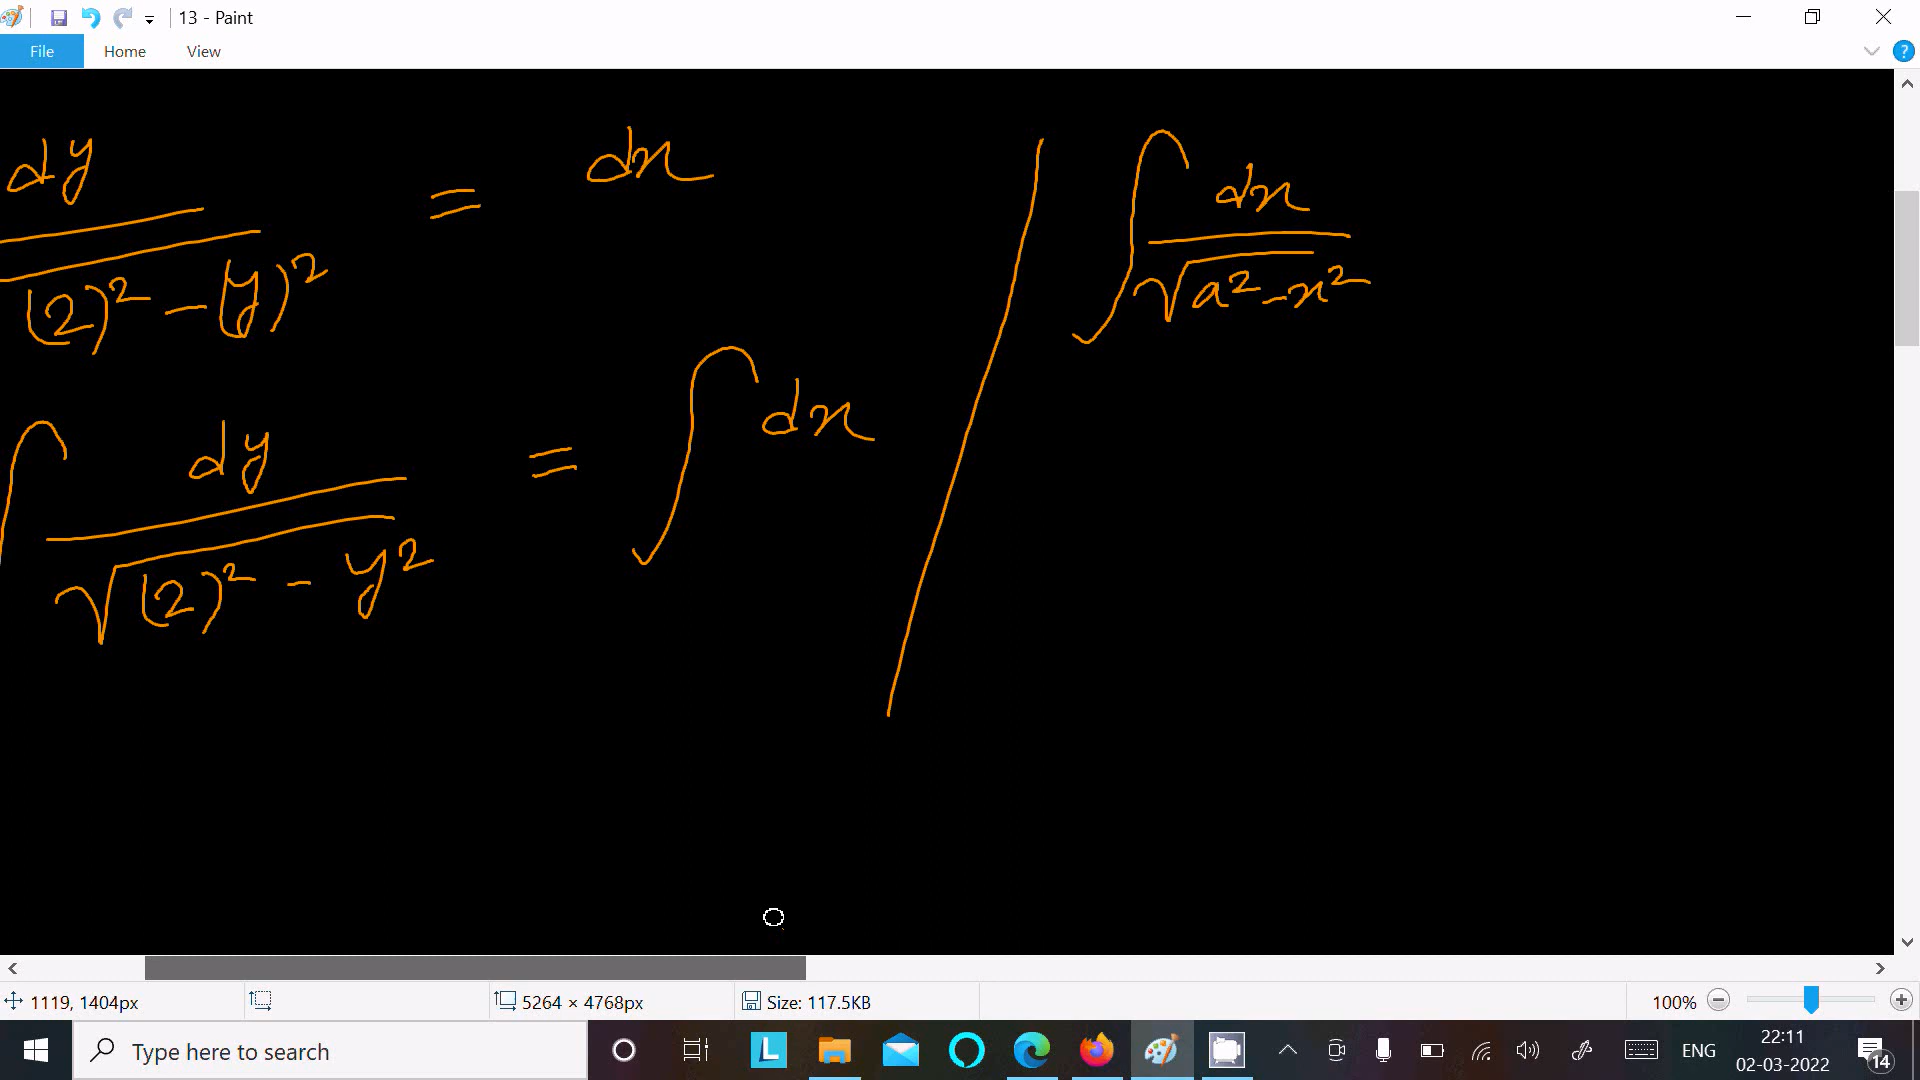 13 - Paint
File Home View
dy / √(2)² - (y)² = dx
∫ dy / √(2)² - y² = ∫ dx
∫ dx / √a² - x²
1119, 1404px 5264 × 4768px Size: 117.5KB 100%
Type here to search
L
ENG
22:11
02-03-2022
14